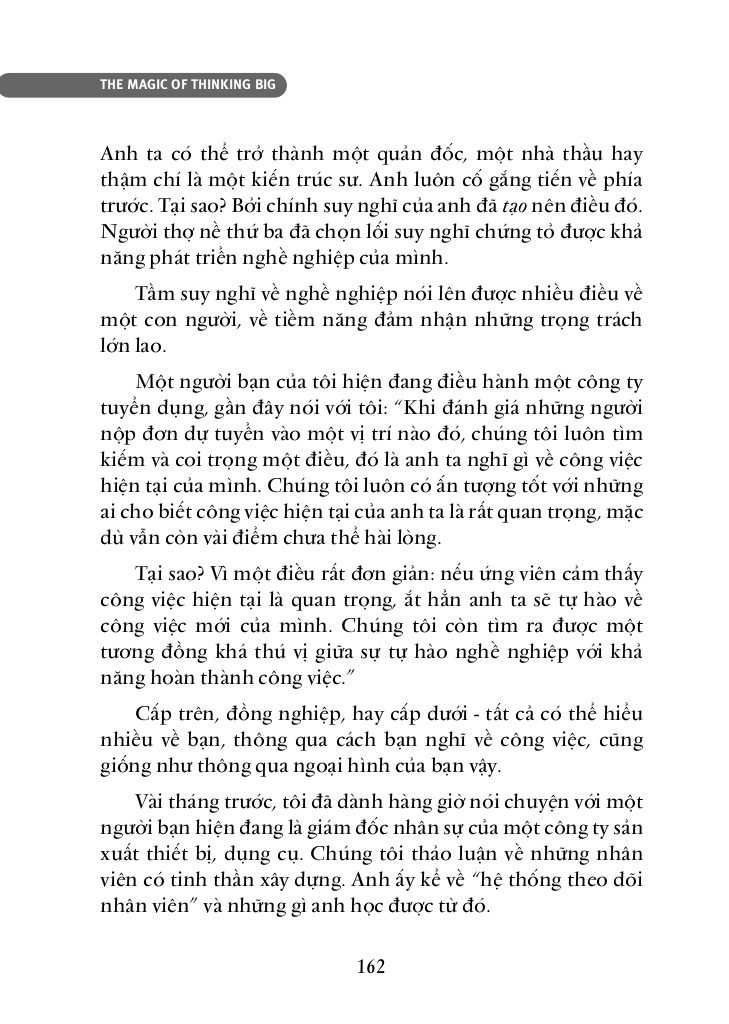 THE MAGIC OF THINKING BIG
Anh ta có thể trở thành một quản đốc, một nhà thầu hay
thậm chí là một kiến trúc sư. Anh luôn cố gắng tiến về phía
trước. Tại sao? Bởi chính suy nghĩ của anh đã tạo nên điều đó.
Người thợ nề thứ ba đã chọn lối suy nghĩ chứng tỏ được khả
năng phát triển nghề nghiệp của mình.
Tầm suy nghĩ về nghề nghiệp nói lên được nhiều điều về
một con người, về tiềm năng đảm nhận những trọng trách
lớn lao.
Một người bạn của tôi hiện đang điều hành một công ty
tuyển dụng, gần đây nói với tôi: “Khi đánh giá những người
nộp đơn dự tuyển vào một vị trí nào đó, chúng tôi luôn tìm
kiếm và coi trọng một điều, đó là anh ta nghĩ gì về công việc
hiện tại của mình. Chúng tôi luôn có ấn tượng tốt với những
ai cho biết công việc hiện tại của anh ta là rất quan trọng, mặc
dù vẫn còn vài điểm chưa thể hài lòng.
Tại sao? Vì một điều rất đơn giản: nếu ứng viên cảm thấy
công việc hiện tại là quan trọng, ắt hẳn anh ta sẽ tự hào về
công việc mới của mình. Chúng tôi còn tìm ra được một
tương đồng khá thú vị giữa sự tự hào nghề nghiệp với khả
năng hoàn thành công việc.”
Cấp trên, đồng nghiệp, hay cấp dưới - tất cả có thể hiểu
nhiều về bạn, thông qua cách bạn nghĩ về công việc, cũng
giống như thông qua ngoại hình của bạn vậy.
Vài tháng trước, tôi đã dành hàng giờ nói chuyện với một
người bạn hiện đang là giám đốc nhân sự của một công ty sản
xuất thiết bị, dụng cụ. Chúng tôi thảo luận về những nhân
viên có tinh thần xây dựng. Anh ấy kể về “hệ thống theo dõi
nhân viên” và những gì anh học được từ đó.
162